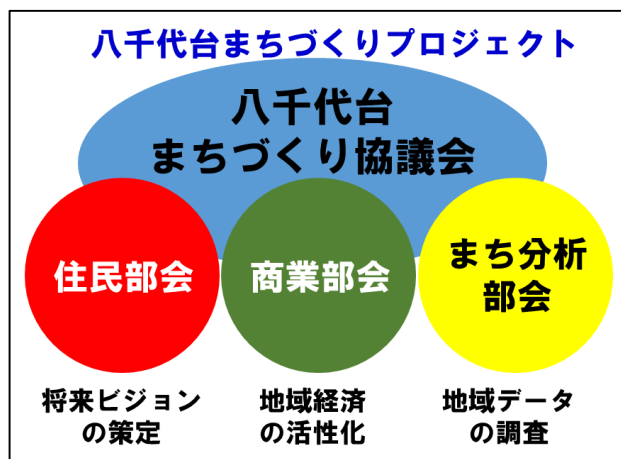 八千代台まちづくりプロジェクト
八千代台
まちづくり協議会
住民部会
商業部会
まち分析
部会
将来ビジョン
の策定
地域経済
の活性化
地域データ
の調査